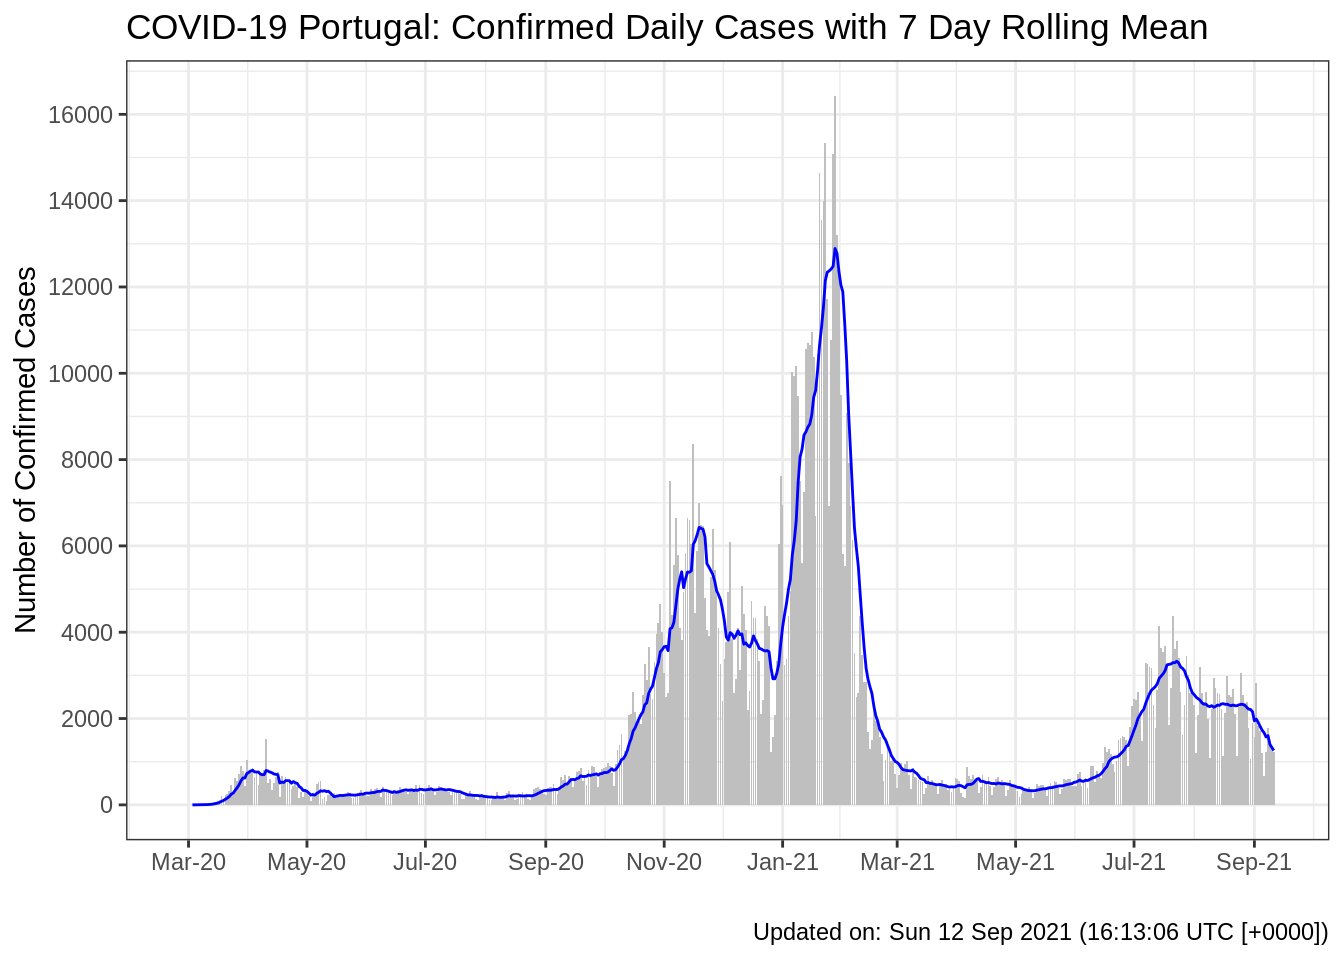 COVID-19 Portugal: Confirmed Daily Cases with 7 Day Rolling Mean
Number of Confirmed Cases
16000
14000
12000
10000
8000
6000
4000
2000
0
Mar-20 May-20 Jul-20 Sep-20 Nov-20 Jan-21 Mar-21 May-21 Jul-21 Sep-21
Updated on: Sun 12 Sep 2021 (16:13:06 UTC [+0000])